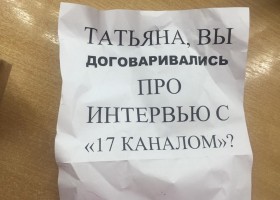 ТАТЬЯНА, ВЫ
ДОГОВАРИВАЛИСЬ
ПРО
ИНТЕРВЬЮ С
«17 КАНАЛОМ»?